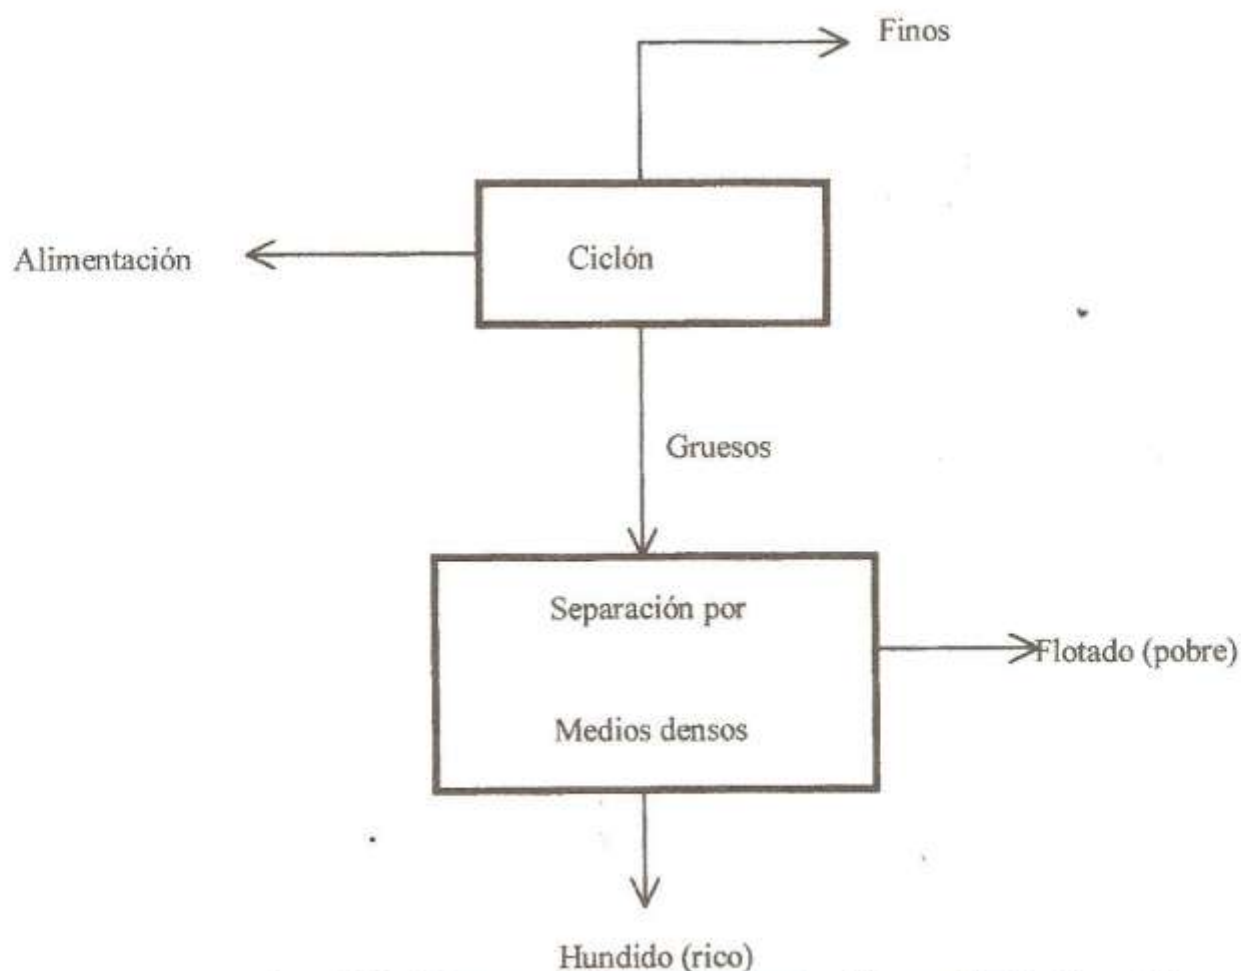 Finos
Alimentación
Ciclón
Gruesos
Separación por
Flotado (pobre)
Medios densos
Hundido (rico)